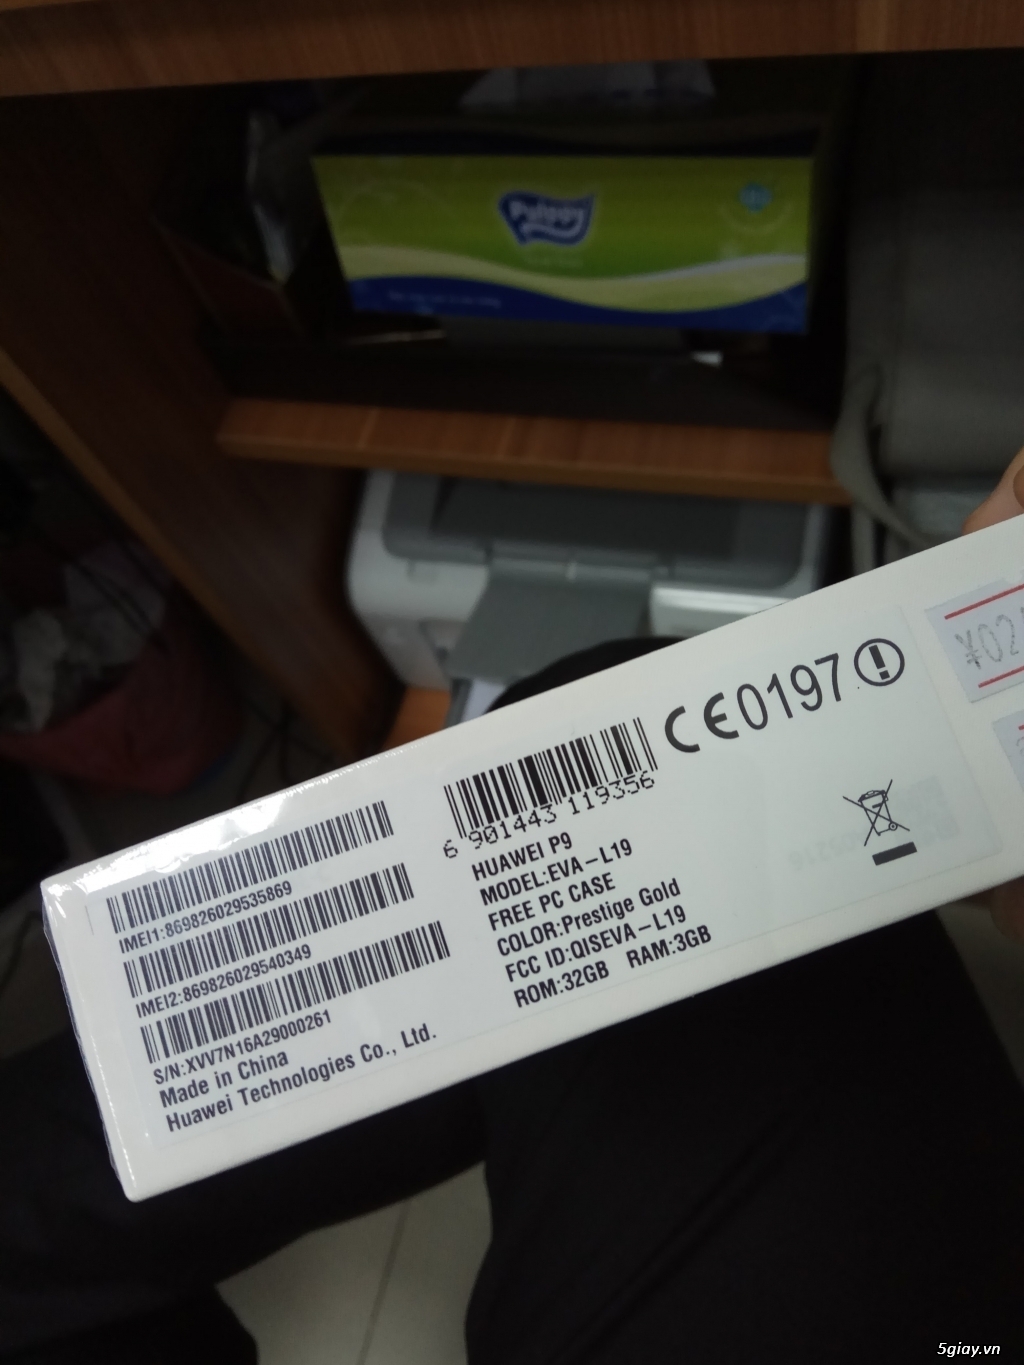 Pulppy
CE0197
¥02
6 901443 119356
HUAWEI P9
MODEL:EVA-L19
FREE PC CASE
COLOR:Prestige Gold
FCC ID:QISEVA-L19
ROM:32GB RAM:3GB
IMEI1:869826029535869
IMEI2:869826029540349
S/N:XVV7N16A29000261
Made in China
Huawei Technologies Co., Ltd.
5giay.vn